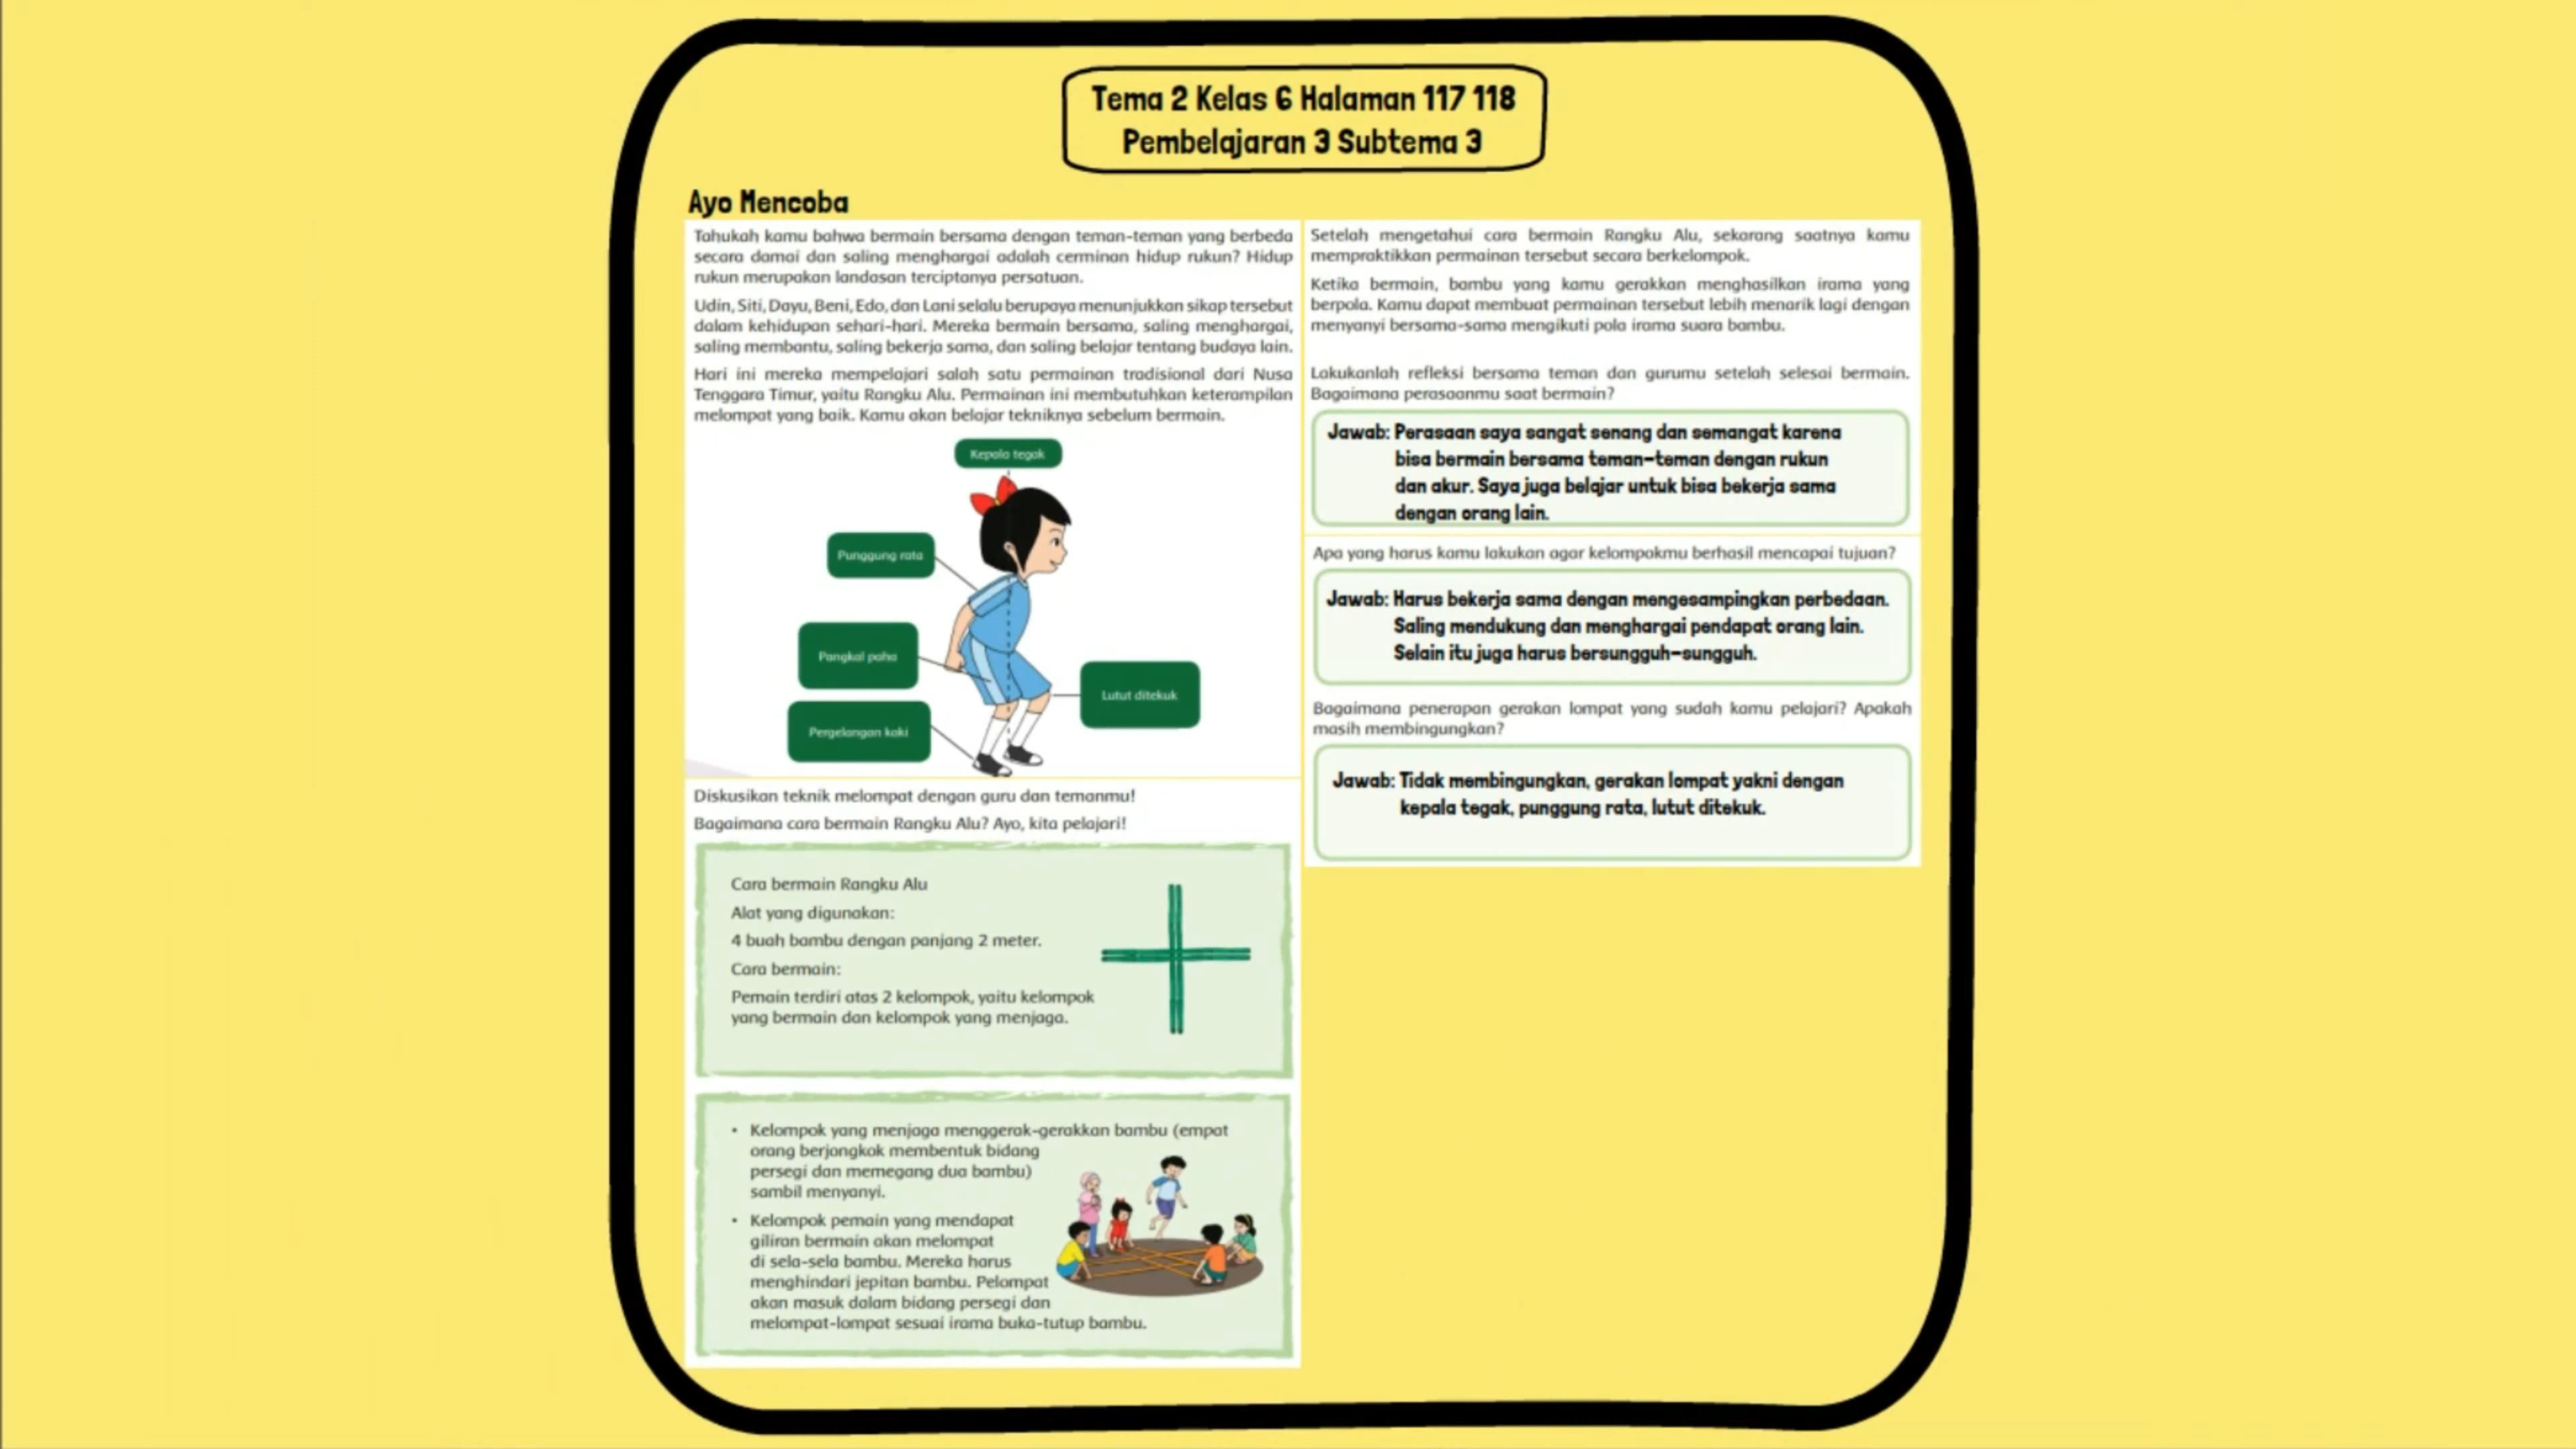 Tema 2 Kelas 6 Halaman 117 118
Pembelajaran 3 Subtema 3
Ayo Mencoba
Tahukah kamu bahwa bermain bersama dengan teman-teman yang berbeda
secara damai dan saling menghargai adalah cerminan hidup rukun? Hidup
rukun merupakan landasan terciptanya persatuan.
Udin, Siti, Dayu, Beni, Edo, dan Lani selalu berupaya menunjukkan sikap tersebut
dalam kehidupan sehari-hari. Mereka bermain bersama, saling menghargai,
saling membantu, saling bekerja sama, dan saling belajar tentang budaya lain.
Hari ini mereka mempelajari salah satu permainan tradisional dari Nusa
Tenggara Timur, yaitu Rangku Alu. Permainan ini membutuhkan keterampilan
melompat yang baik. Kamu akan belajar tekniknya sebelum bermain.
Kepala tegak
Punggung rata
Pangkal paha
Lutut ditekuk
Pergelangan kaki
Diskusikan teknik melompat dengan guru dan temanmu!
Bagaimana cara bermain Rangku Alu? Ayo, kita pelajari!
Cara bermain Rangku Alu
Alat yang digunakan:
4 buah bambu dengan panjang 2 meter.
Cara bermain:
Pemain terdiri atas 2 kelompok, yaitu kelompok
yang bermain dan kelompok yang menjaga.
• Kelompok yang menjaga menggerak-gerakkan bambu (empat
orang berjongkok membentuk bidang
persegi dan memegang dua bambu)
sambil menyanyi.
• Kelompok pemain yang mendapat
giliran bermain akan melompat
di sela-sela bambu. Mereka harus
menghindari jepitan bambu. Pelompat
akan masuk dalam bidang persegi dan
melompat-lompat sesuai irama buka-tutup bambu.
Setelah mengetahui cara bermain Rangku Alu, sekarang saatnya kamu
mempraktikkan permainan tersebut secara berkelompok.
Ketika bermain, bambu yang kamu gerakkan menghasilkan irama yang
berpola. Kamu dapat membuat permainan tersebut lebih menarik lagi dengan
menyanyi bersama-sama mengikuti pola irama suara bambu.
Lakukanlah refleksi bersama teman dan gurumu setelah selesai bermain.
Bagaimana perasaanmu saat bermain?
Jawab: Perasaan saya sangat senang dan semangat karena
bisa bermain bersama teman-teman dengan rukun
dan akur. Saya juga belajar untuk bisa bekerja sama
dengan orang lain.
Apa yang harus kamu lakukan agar kelompokmu berhasil mencapai tujuan?
Jawab: Harus bekerja sama dengan mengesampingkan perbedaan.
Saling mendukung dan menghargai pendapat orang lain.
Selain itu juga harus bersungguh-sungguh.
Bagaimana penerapan gerakan lompat yang sudah kamu pelajari? Apakah
masih membingungkan?
Jawab: Tidak membingungkan, gerakan lompat yakni dengan
kepala tegak, punggung rata, lutut ditekuk.